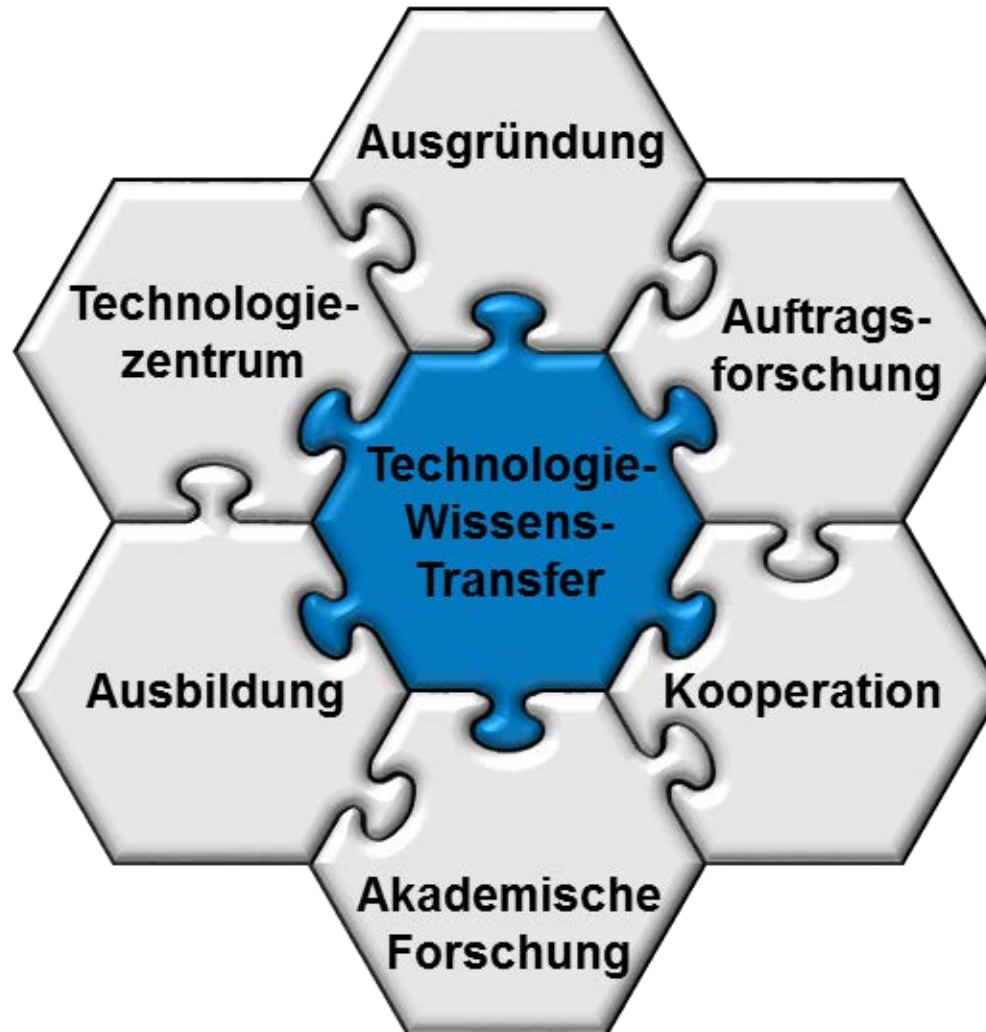 Ausgründung
Technologie-
zentrum
Auftrags-
forschung
Technologie-
Wissens-
Transfer
Ausbildung
Kooperation
Akademische
Forschung